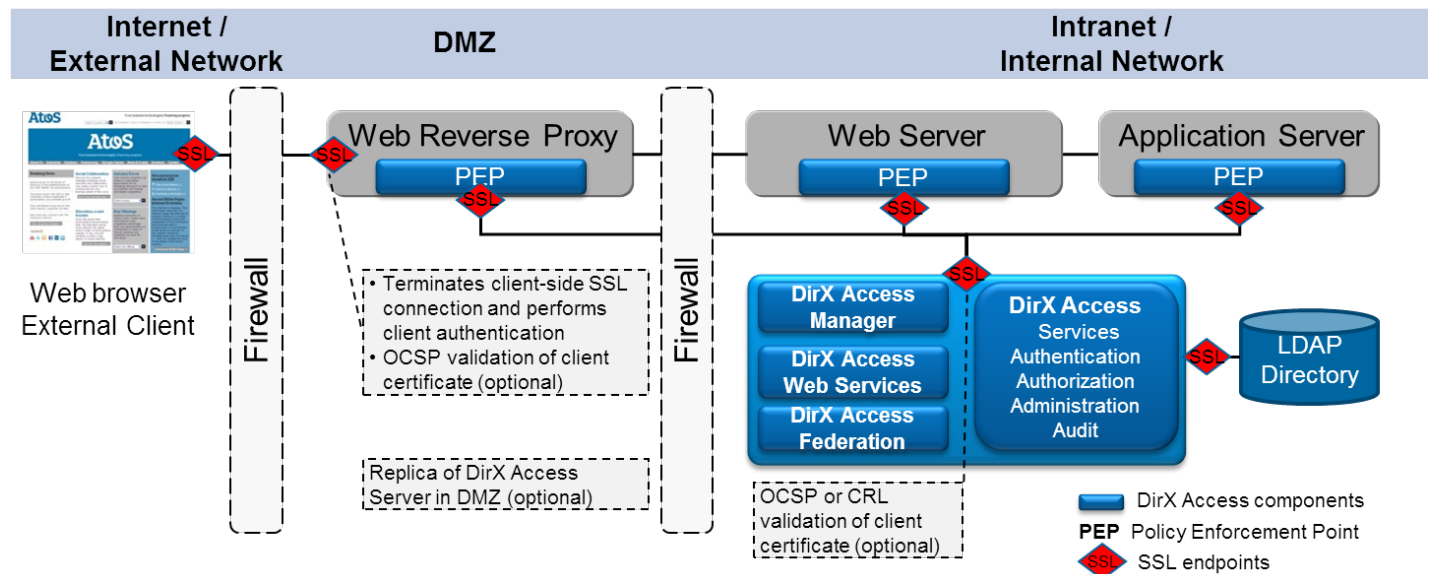 Internet /
External Network
DMZ
Intranet /
Internal Network
Atos
Atos
SSL
Web browser
External Client
Firewall
SSL
Web Reverse Proxy
PEP
SSL
• Terminates client-side SSL
connection and performs
client authentication
• OCSP validation of client
certificate (optional)
Replica of DirX Access
Server in DMZ (optional)
Firewall
Web Server
PEP
SSL
Application Server
PEP
SSL
SSL
DirX Access
Manager
DirX Access
Web Services
DirX Access
Federation
DirX Access
Services
Authentication
Authorization
Administration
Audit
SSL
LDAP
Directory
OCSP or CRL
validation of client
certificate (optional)
DirX Access components
PEP Policy Enforcement Point
SSL SSL endpoints